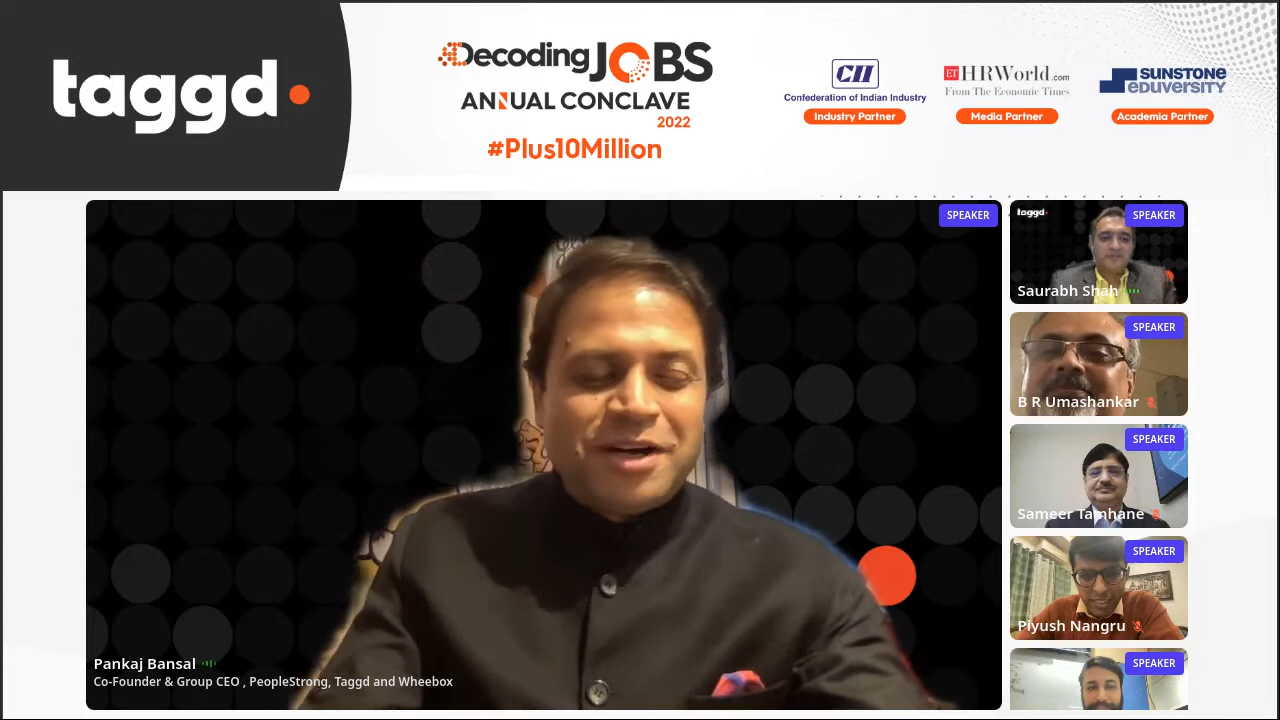 taggd
DecodingJOBS
ANNUAL CONCLAVE
2022
#Plus10Million
CII
Confederation of Indian Industry
Industry Partner
ET HRWorld.com
From The Economic Times
Media Partner
SUNSTONE
eDUVERSITY
Academia Partner
SPEAKER
Pankaj Bansal
Co-Founder & Group CEO , PeopleStrong, Taggd and Wheebox
taggd
SPEAKER
Saurabh Shah
SPEAKER
B R Umashankar
SPEAKER
Sameer Tamhane
SPEAKER
Piyush Nangru
SPEAKER